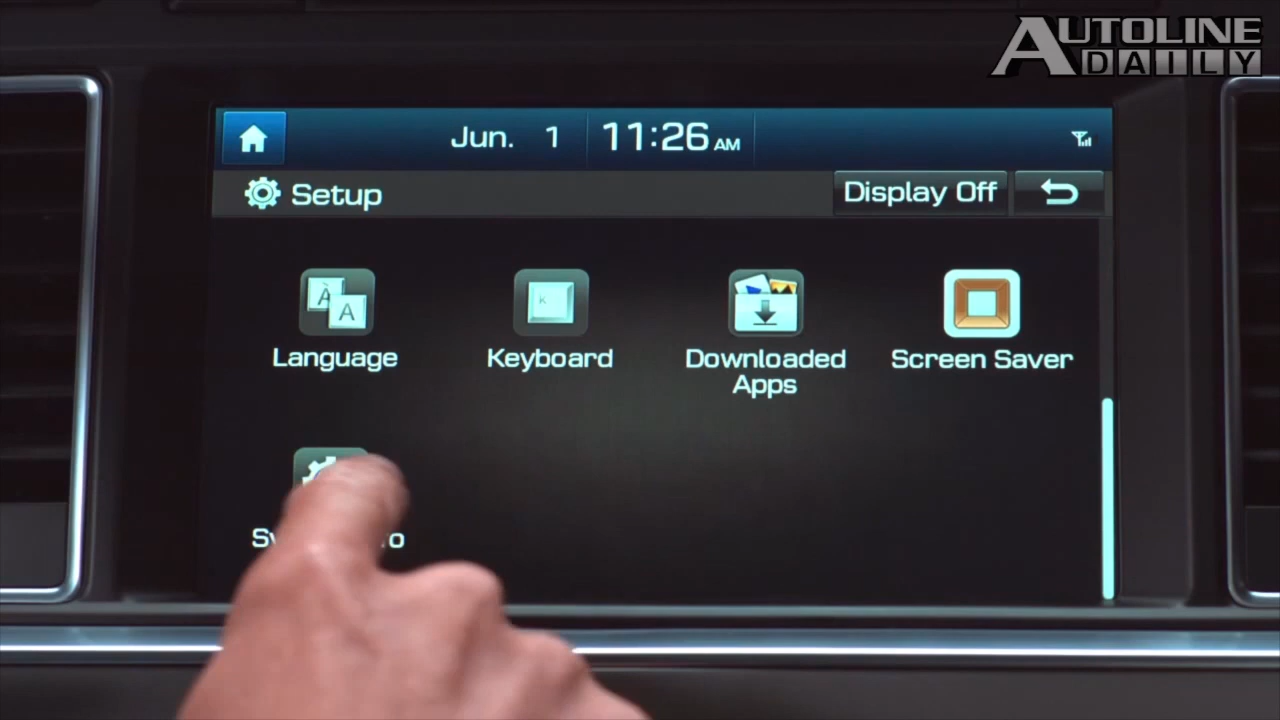 AUTOLINE
DAILY
Jun. 1 11:26 AM
Setup
Display Off
Language
Keyboard
Downloaded
Apps
Screen Saver